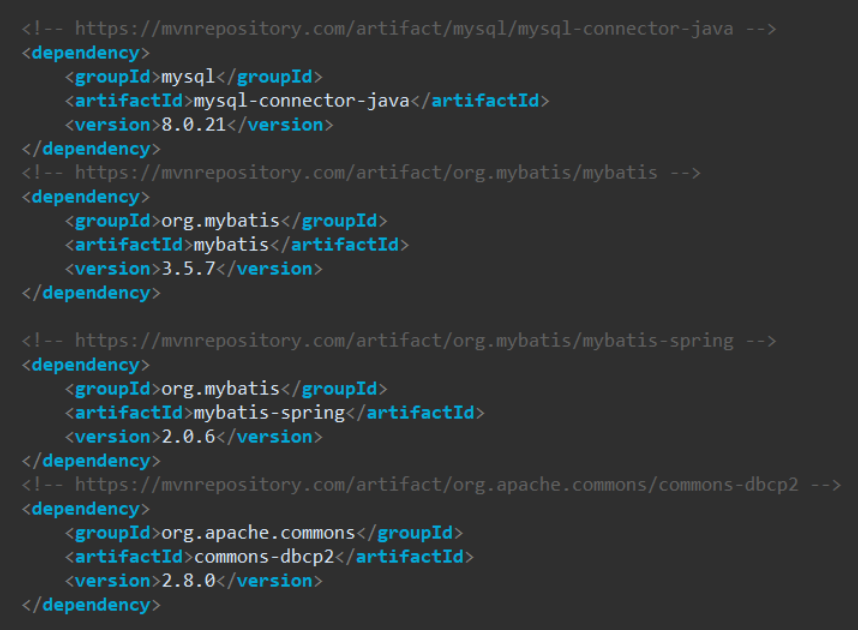 <!-- https://mvnrepository.com/artifact/mysql/mysql-connector-java -->
<dependency>
    <groupId>mysql</groupId>
    <artifactId>mysql-connector-java</artifactId>
    <version>8.0.21</version>
</dependency>
<!-- https://mvnrepository.com/artifact/org.mybatis/mybatis -->
<dependency>
    <groupId>org.mybatis</groupId>
    <artifactId>mybatis</artifactId>
    <version>3.5.7</version>
</dependency>

<!-- https://mvnrepository.com/artifact/org.mybatis/mybatis-spring -->
<dependency>
    <groupId>org.mybatis</groupId>
    <artifactId>mybatis-spring</artifactId>
    <version>2.0.6</version>
</dependency>
<!-- https://mvnrepository.com/artifact/org.apache.commons/commons-dbcp2 -->
<dependency>
    <groupId>org.apache.commons</groupId>
    <artifactId>commons-dbcp2</artifactId>
    <version>2.8.0</version>
</dependency>